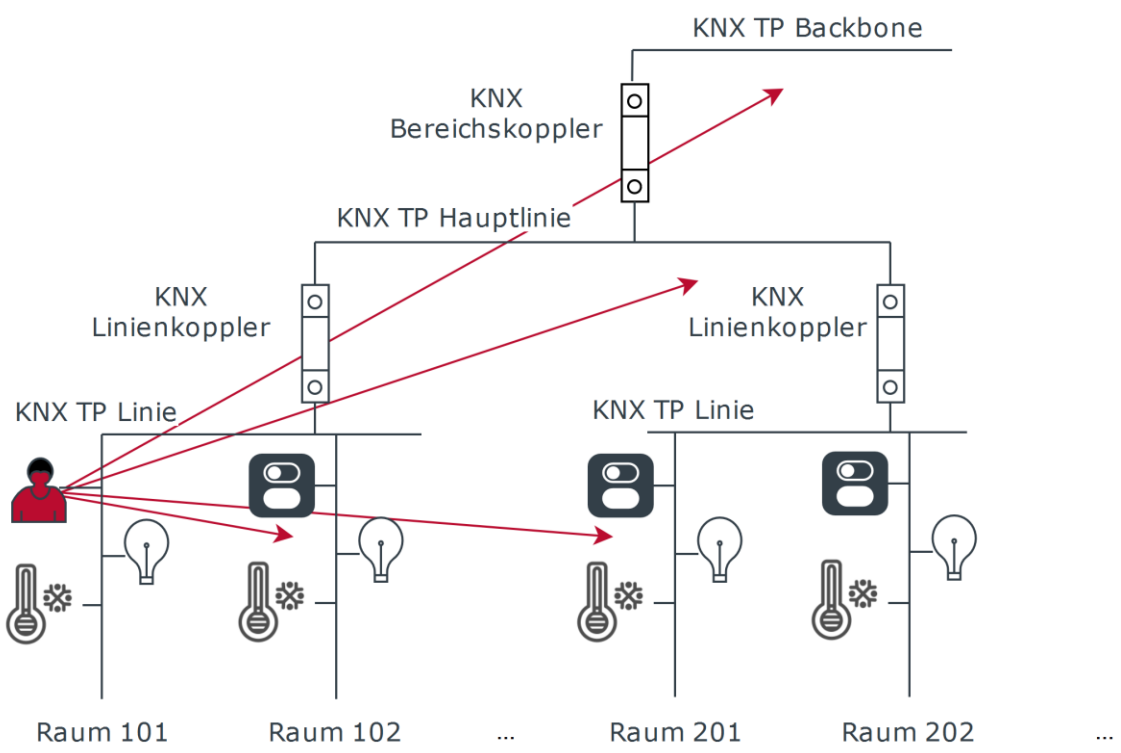 KNX TP Backbone
KNX
Bereichskoppler
KNX TP Hauptlinie
KNX
Linienkoppler
KNX
Linienkoppler
KNX TP Linie
KNX TP Linie
Raum 101
Raum 102
...
Raum 201
Raum 202
...